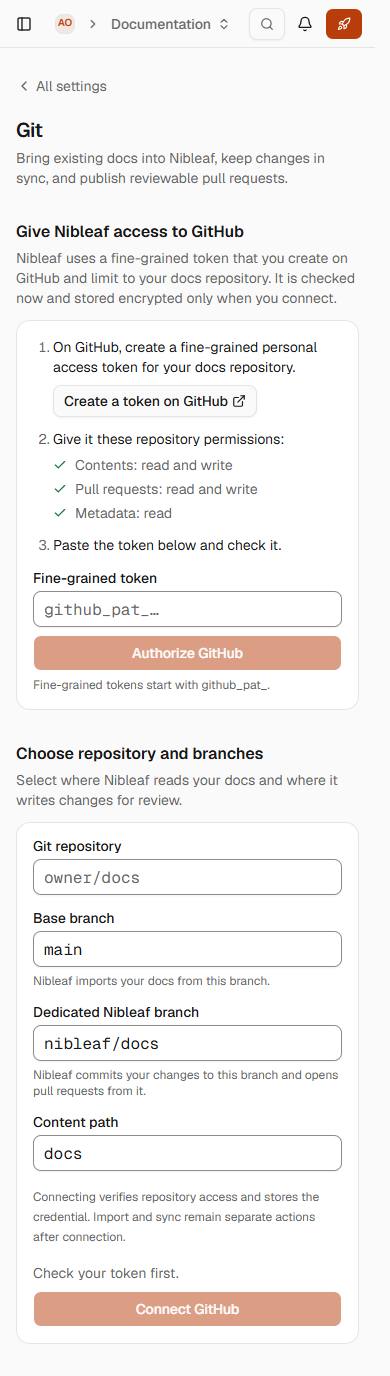 AO
Documentation
All settings
Git
Bring existing docs into Nibleaf, keep changes in
sync, and publish reviewable pull requests.
Give Nibleaf access to GitHub
Nibleaf uses a fine-grained token that you create on
GitHub and limit to your docs repository. It is checked
now and stored encrypted only when you connect.
1. On GitHub, create a fine-grained personal
access token for your docs repository.
Create a token on GitHub
2. Give it these repository permissions:
Contents: read and write
Pull requests: read and write
Metadata: read
3. Paste the token below and check it.
Fine-grained token
github_pat_…
Authorize GitHub
Fine-grained tokens start with github_pat_.
Choose repository and branches
Select where Nibleaf reads your docs and where it
writes changes for review.
Git repository
owner/docs
Base branch
main
Nibleaf imports your docs from this branch.
Dedicated Nibleaf branch
nibleaf/docs
Nibleaf commits your changes to this branch and opens
pull requests from it.
Content path
docs
Connecting verifies repository access and stores the
credential. Import and sync remain separate actions
after connection.
Check your token first.
Connect GitHub